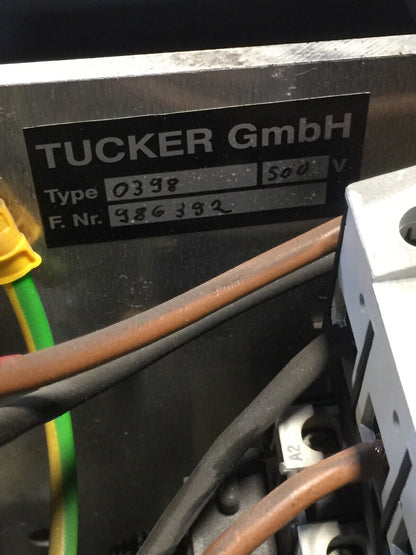 TUCKER GmbH
Type 0398 500 V
F. Nr. 986392
A2